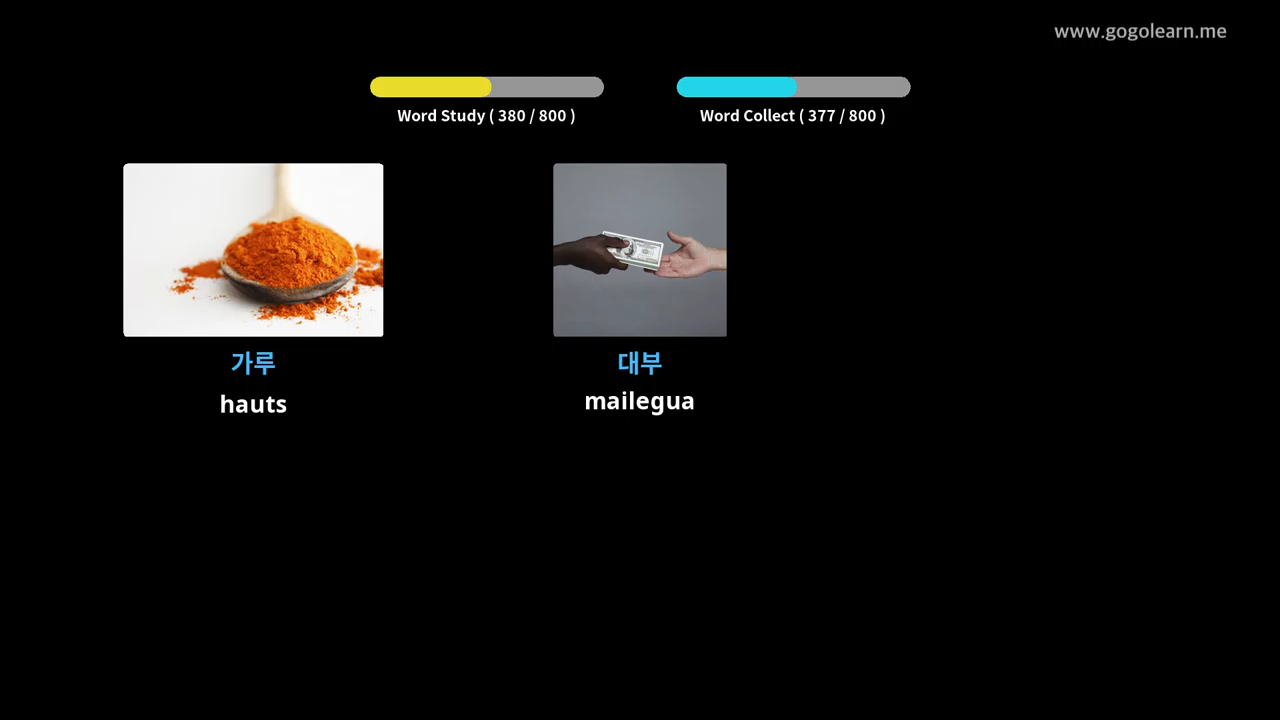 www.gogolearn.me
Word Study ( 380 / 800 )
Word Collect ( 377 / 800 )
가루
hauts
대부
mailegua